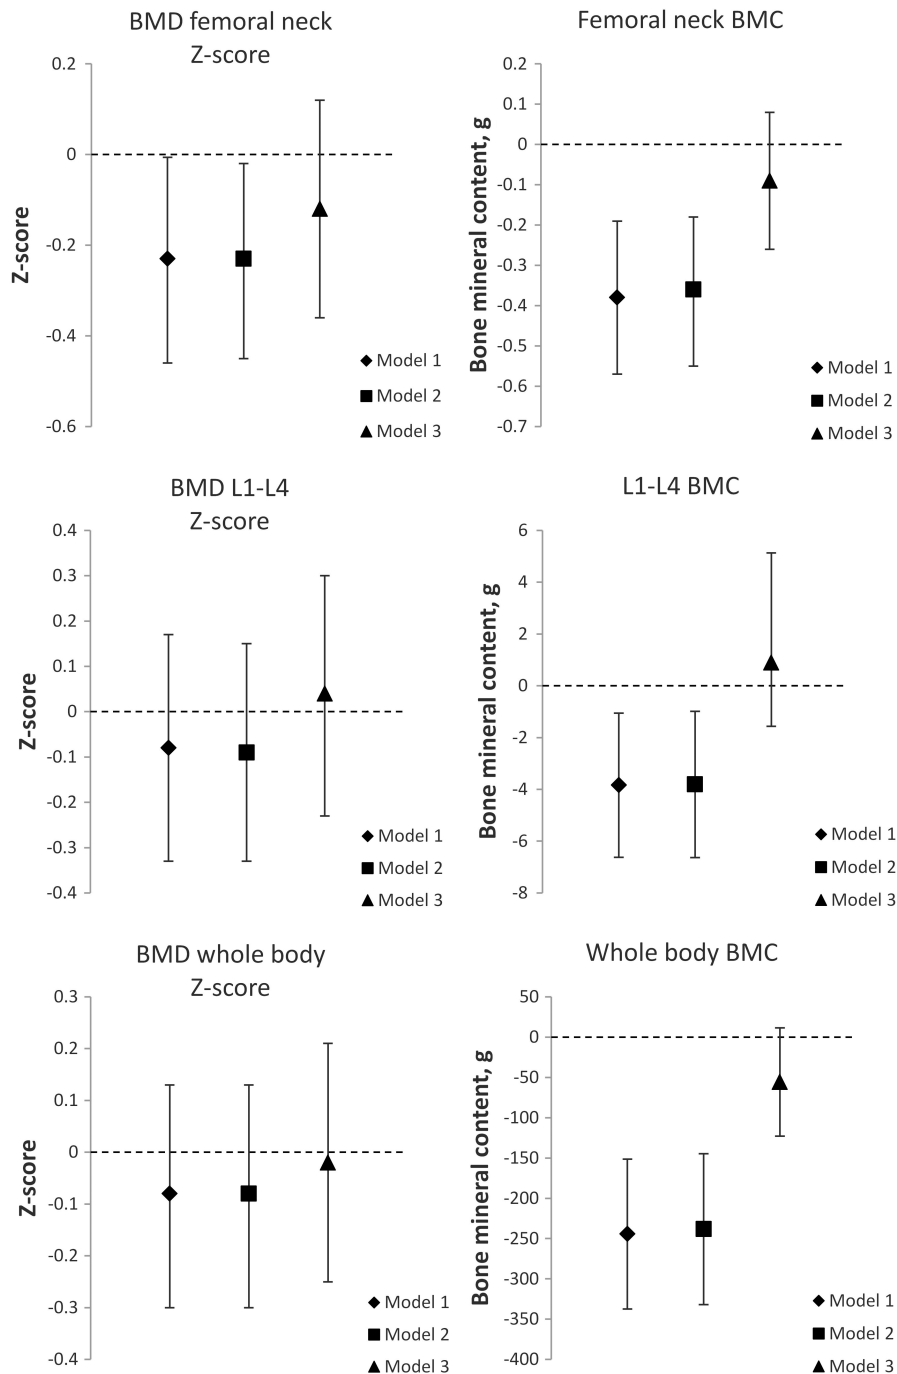 BMD femoral neck
Z-score
0.2
0
-0.2
-0.4
-0.6
Z-score
Model 1
Model 2
Model 3
Femoral neck BMC
0.2
0.1
0
-0.1
-0.2
-0.3
-0.4
-0.5
-0.6
-0.7
Bone mineral content, g
Model 1
Model 2
Model 3
BMD L1-L4
Z-score
0.4
0.3
0.2
0.1
0
-0.1
-0.2
-0.3
-0.4
Z-score
Model 1
Model 2
Model 3
L1-L4 BMC
6
4
2
0
-2
-4
-6
-8
Bone mineral content, g
Model 1
Model 2
Model 3
BMD whole body
Z-score
0.3
0.2
0.1
0
-0.1
-0.2
-0.3
-0.4
Z-score
Model 1
Model 2
Model 3
Whole body BMC
50
0
-50
-100
-150
-200
-250
-300
-350
-400
Bone mineral content, g
Model 1
Model 2
Model 3